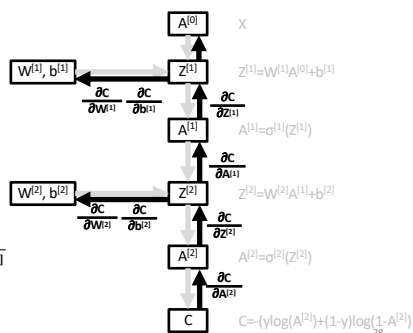 A[0] X
W[1], b[1] Z[1] Z[1]=W[1]A[0]+b[1]
∂C/∂W[1] ∂C/∂b[1] ∂C/∂Z[1]
A[1] A[1]=σ[1](Z[1])
∂C/∂A[1]
W[2], b[2] Z[2] Z[2]=W[2]A[1]+b[2]
∂C/∂W[2] ∂C/∂b[2] ∂C/∂Z[2]
A[2] A[2]=σ[2](Z[2])
]
∂C/∂A[2]
C C=-(ylog(A[2])+(1-y)log(1-A[2])
28